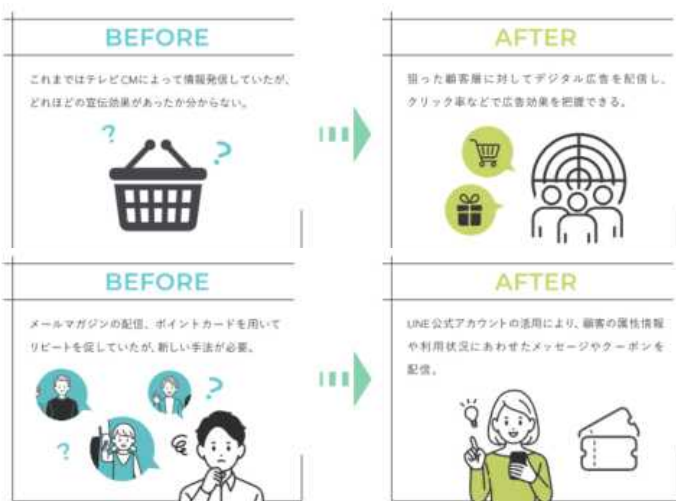 BEFORE
これまではテレビCMによって情報発信していたが、
どれほどの宣伝効果があったか分からない。
?
?
AFTER
狙った顧客層に対してデジタル広告を配信し、
クリック率などで広告効果を把握できる。
BEFORE
メールマガジンの配信、ポイントカードを用いて
リピートを促していたが、新しい手法が必要。
?
?
AFTER
LINE公式アカウントの活用により、顧客の属性情報
や利用状況にあわせたメッセージやクーポンを
配信。